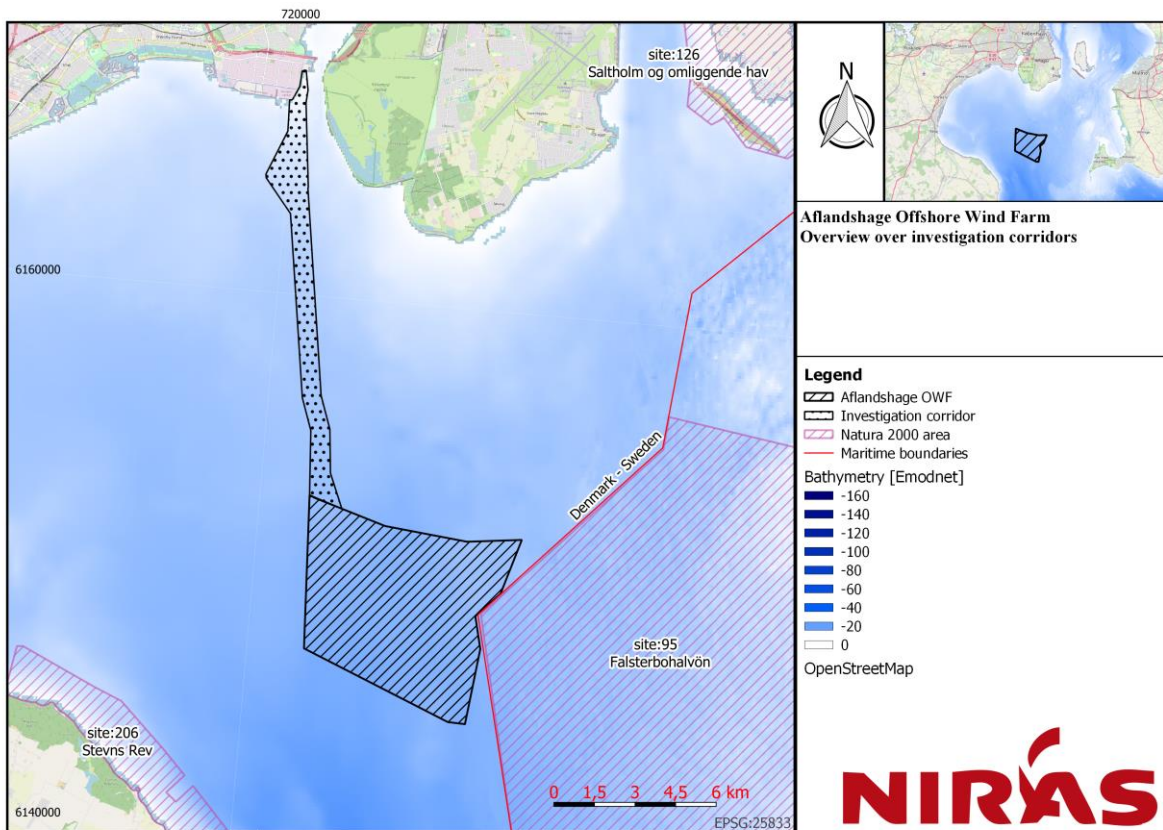 720000
site:126
Saltholm og omliggende hav
6160000
Denmark - Sweden
site:95
Falsterbohalvön
site:206
Stevns Rev
0 1,5 3 4,5 6 km
6140000
EPSG:25833
N
Aflandshage Offshore Wind Farm
Overview over investigation corridors
Legend
Aflandshage OWF
Investigation corridor
Natura 2000 area
Maritime boundaries
Bathymetry [Emodnet]
-160
-140
-120
-100
-80
-60
-40
-20
0
OpenStreetMap
NIRAS